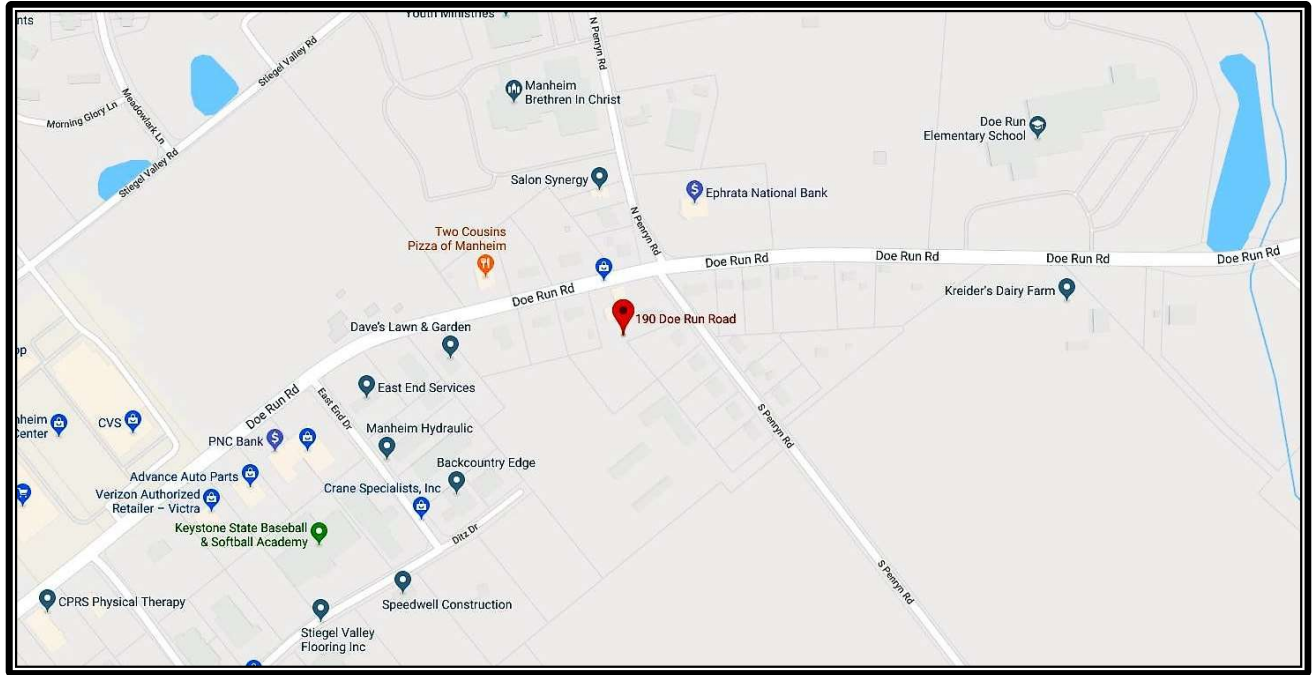 nts
Youth Ministries
N Penryn Rd
Stiegel Valley Rd
Manheim
Brethren In Christ
Meadowlark Ln
Morning Glory Ln
Doe Run
Elementary School
Stiegel Valley Rd
Salon Synergy
Ephrata National Bank
N Penryn Rd
Two Cousins
Pizza of Manheim
Doe Run Rd
Doe Run Rd
Doe Run Rd
Doe Run Rd
Doe Run Rd
Kreider's Dairy Farm
190 Doe Run Road
Dave's Lawn & Garden
op
East End Services
Doe Run Rd
East End Dr
CVS
nheim
Center
PNC Bank
Manheim Hydraulic
S Penryn Rd
Backcountry Edge
Advance Auto Parts
Crane Specialists, Inc
Verizon Authorized
Retailer – Victra
Keystone State Baseball
& Softball Academy
Ditz Dr
S Penryn Rd
CPRS Physical Therapy
Speedwell Construction
Stiegel Valley
Flooring Inc